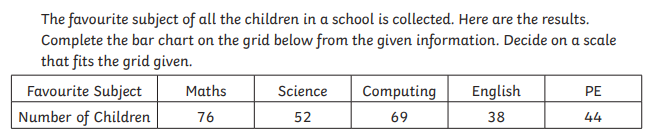 The favourite subject of all the children in a school is collected. Here are the results.
Complete the bar chart on the grid below from the given information. Decide on a scale
that fits the grid given.
Favourite Subject Maths Science Computing English PE
Number of Children 76 52 69 38 44